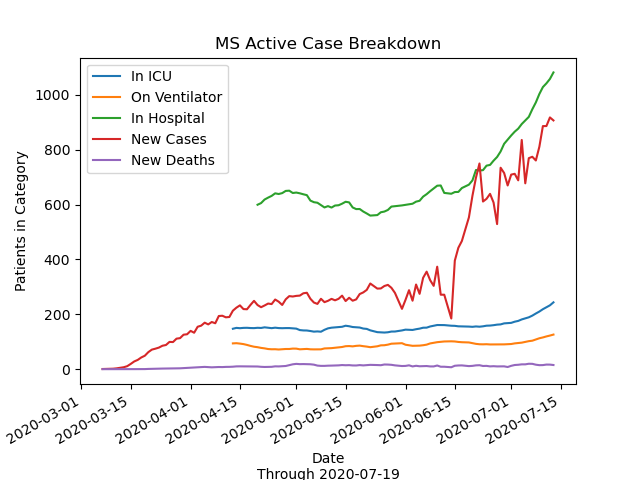 MS Active Case Breakdown
In ICU
On Ventilator
In Hospital
New Cases
New Deaths
Patients in Category
1000
800
600
400
200
0
2020-03-01
2020-03-15
2020-04-01
2020-04-15
2020-05-01
2020-05-15
2020-06-01
2020-06-15
2020-07-01
2020-07-15
Date
Through 2020-07-19